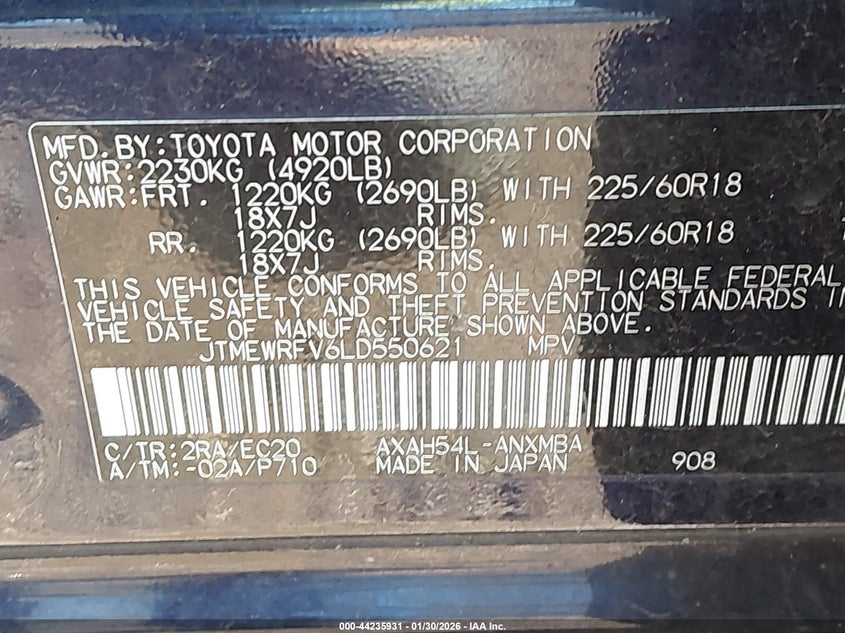 MFD. BY: TOYOTA MOTOR CORPORATION
GVWR: 2230KG (4920LB)
GAWR: FRT. 1220KG (2690LB) WITH 225/60R18
18X7J RIMS.
RR. 1220KG (2690LB) WITH 225/60R18
18X7J RIMS.
THIS VEHICLE CONFORMS TO ALL APPLICABLE FEDERAL
VEHICLE SAFETY AND THEFT PREVENTION STANDARDS
THE DATE OF MANUFACTURE SHOWN ABOVE.
JTMEWRFV6LD550621 MPV
C/TR: 2RA/EC20 AXAH54L-ANXMBA
A/TM: -02A/P710 MADE IN JAPAN 908
000-44235931 - 01/30/2026 - IAA Inc.